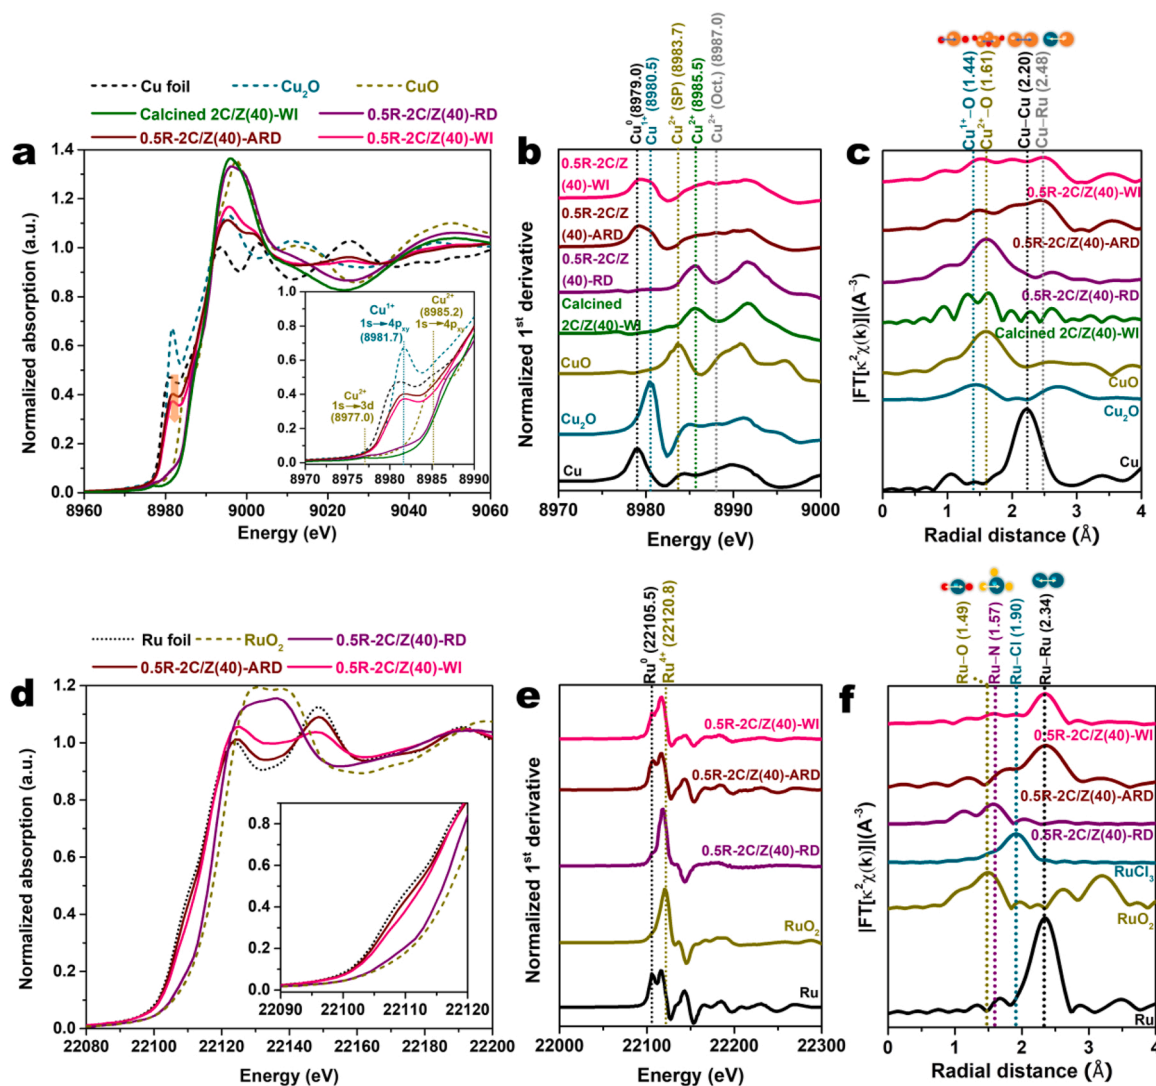 Cu foil
Cu₂O
CuO
Calcined 2C/Z(40)-WI
0.5R-2C/Z(40)-RD
0.5R-2C/Z(40)-ARD
0.5R-2C/Z(40)-WI
a
Normalized absorption (a.u.)
1.4
1.2
1.0
0.8
0.6
0.4
0.2
0.0
8960 8980 9000 9020 9040 9060
Energy (eV)
Cu¹⁺
1s→4pₓᵧ
(8981.7)
Cu²⁺
(8985.2)
1s→4pₓᵧ
Cu²⁺
1s→3d
(8977.0)
0.8
0.6
0.4
0.2
0.0
8970 8975 8980 8985 8990
b
Cu⁰ (8979.0)
Cu¹⁺ (8980.5)
Cu²⁺ (SP) (8983.7)
Cu²⁺ (8985.5)
Cu²⁺ (Oct.) (8987.0)
Normalized 1ˢᵗ derivative
0.5R-2C/Z
(40)-WI
0.5R-2C/Z
(40)-ARD
0.5R-2C/Z
(40)-RD
Calcined
2C/Z(40)-WI
CuO
Cu₂O
Cu
8970 8980 8990 9000
Energy (eV)
c
Cu¹⁺–O (1.44)
Cu²⁺–O (1.61)
Cu–Cu (2.20)
Cu–Ru (2.48)
|FT[κ²χ(k)]|(A⁻³)
0.5R-2C/Z(40)-WI
0.5R-2C/Z(40)-ARD
0.5R-2C/Z(40)-RD
Calcined 2C/Z(40)-WI
CuO
Cu₂O
Cu
0 1 2 3 4
Radial distance (Å)
Ru foil
RuO₂
0.5R-2C/Z(40)-RD
0.5R-2C/Z(40)-ARD
0.5R-2C/Z(40)-WI
d
Normalized absorption (a.u.)
1.2
1.0
0.8
0.6
0.4
0.2
0.0
22080 22100 22120 22140 22160 22180 22200
Energy (eV)
0.8
0.6
0.4
0.2
0.0
22090 22100 22110 22120
e
Ru⁰ (22105.5)
Ru⁴⁺ (22120.8)
Normalized 1ˢᵗ derivative
0.5R-2C/Z(40)-WI
0.5R-2C/Z(40)-ARD
0.5R-2C/Z(40)-RD
RuO₂
Ru
22000 22100 22200 22300
Energy (eV)
f
Ru–O (1.49)
Ru–N (1.57)
Ru–Cl (1.90)
Ru–Ru (2.34)
|FT[κ²χ(k)]|(A⁻³)
0.5R-2C/Z(40)-WI
0.5R-2C/Z(40)-ARD
0.5R-2C/Z(40)-RD
RuCl₃
RuO₂
Ru
0 1 2 3 4
Radial distance (Å)